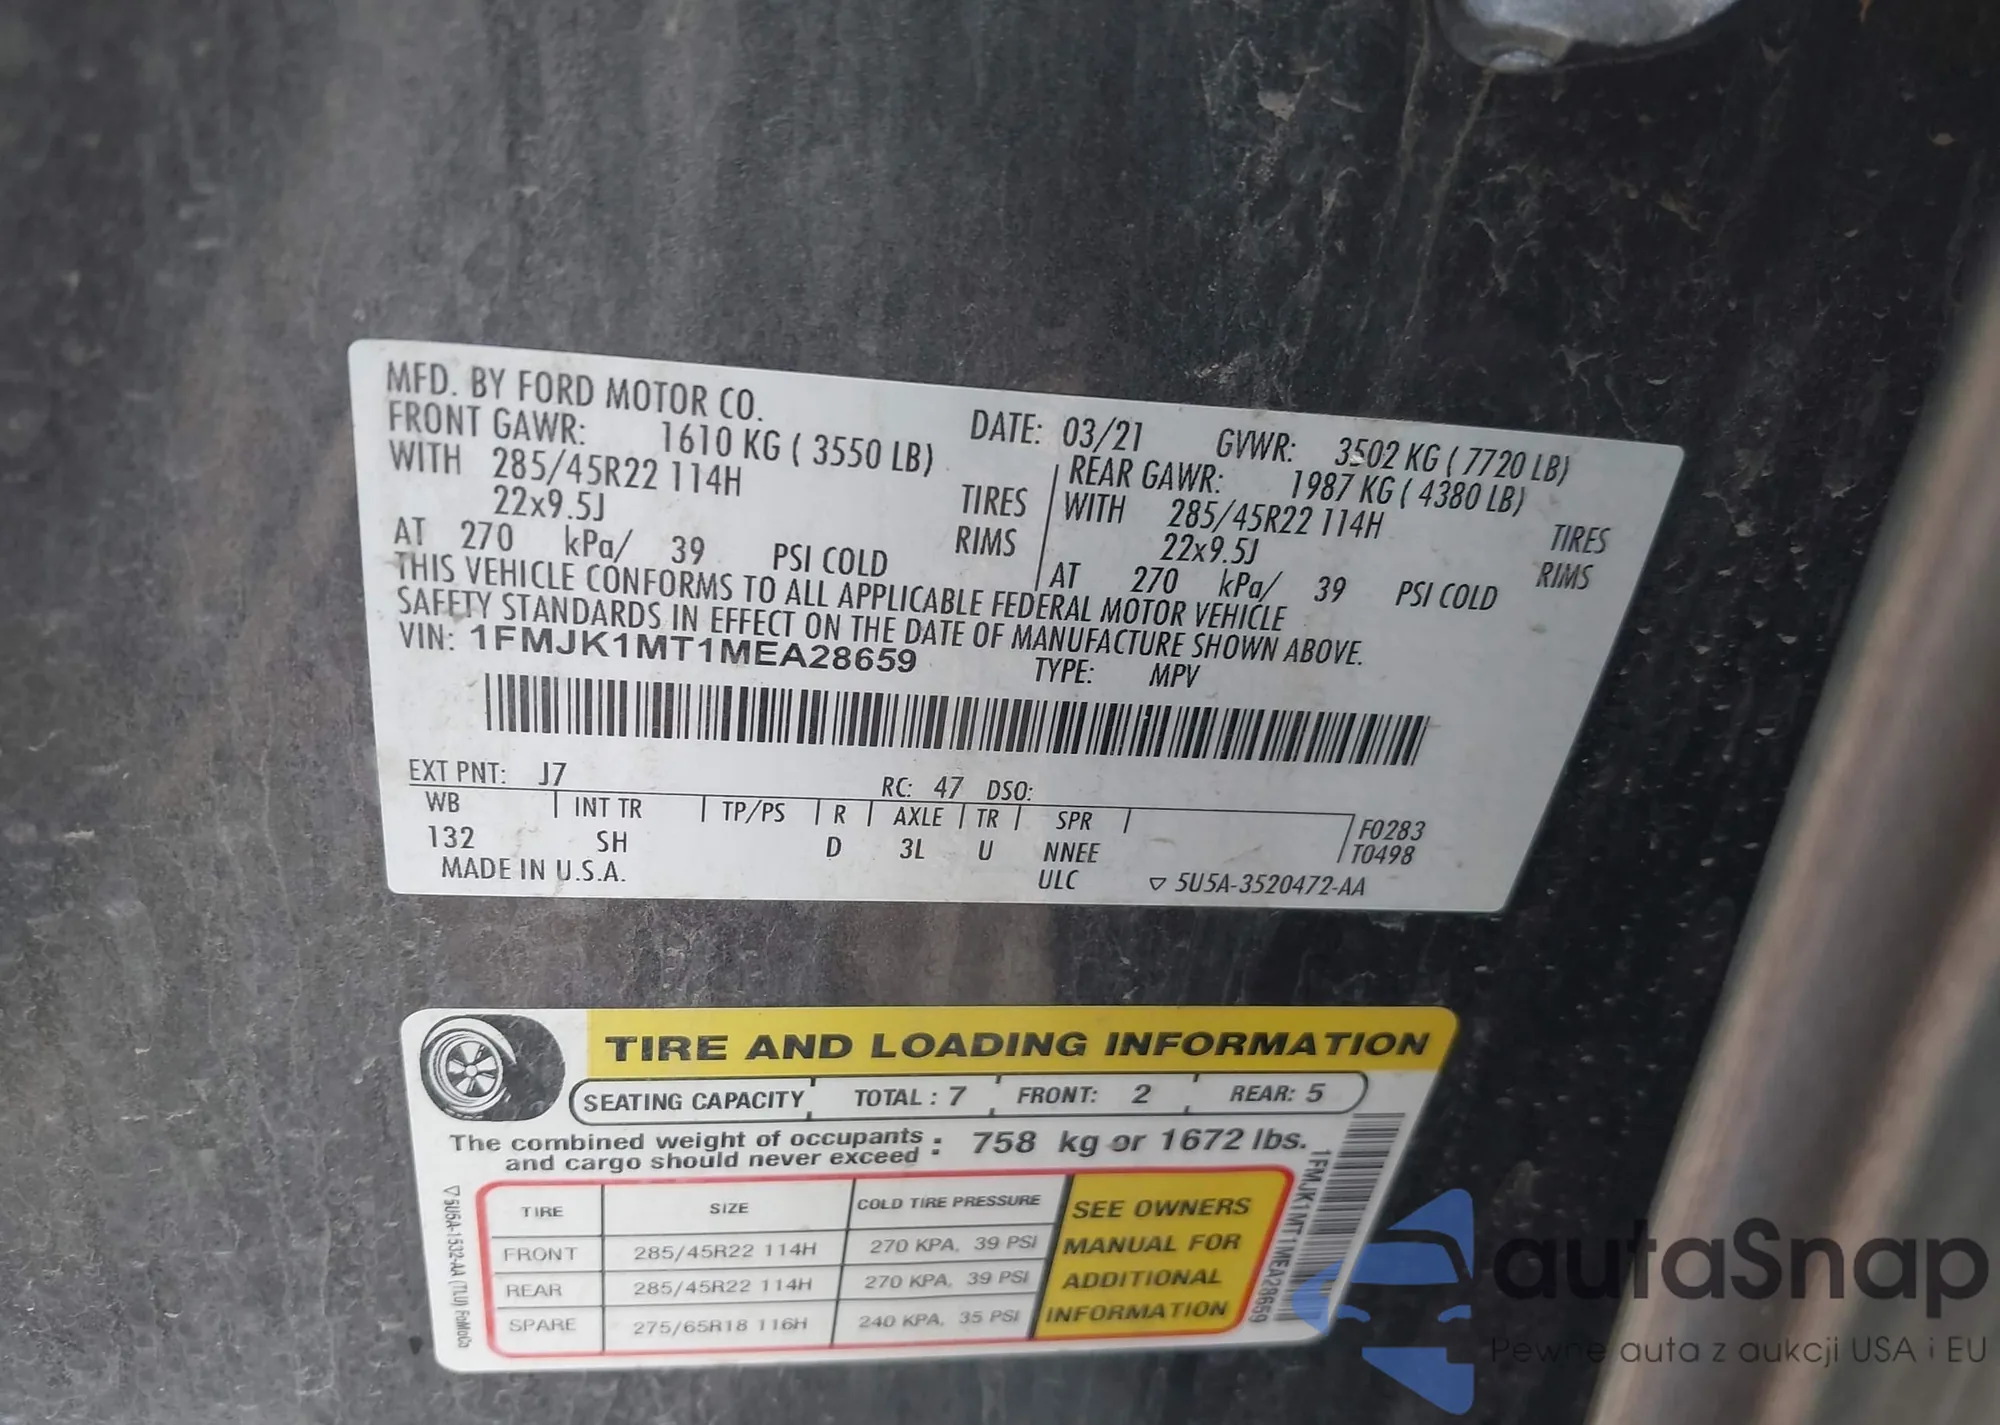 MFD. BY FORD MOTOR CO.
DATE: 03/21 GVWR: 3502 KG ( 7720 LB)
FRONT GAWR: 1610 KG ( 3550 LB)
REAR GAWR: 1987 KG ( 4380 LB)
WITH 285/45R22 114H TIRES
WITH 285/45R22 114H TIRES
22x9.5J RIMS
22x9.5J RIMS
AT 270 kPa/ 39 PSI COLD
AT 270 kPa/ 39 PSI COLD
THIS VEHICLE CONFORMS TO ALL APPLICABLE FEDERAL MOTOR VEHICLE
SAFETY STANDARDS IN EFFECT ON THE DATE OF MANUFACTURE SHOWN ABOVE.
VIN: 1FMJK1MT1MEA28659 TYPE: MPV
EXT PNT: J7 RC: 47 DSO:
WB INT TR TP/PS R AXLE TR SPR F0283
132 SH D 3L U NNEE T0498
MADE IN U.S.A. ULC ▽ 5U5A-3520472-AA
TIRE AND LOADING INFORMATION
SEATING CAPACITY TOTAL : 7 FRONT: 2 REAR: 5
The combined weight of occupants
and cargo should never exceed : 758 kg or 1672 lbs.
TIRE SIZE COLD TIRE PRESSURE
FRONT 285/45R22 114H 270 KPA, 39 PSI
REAR 285/45R22 114H 270 KPA, 39 PSI
SPARE 275/65R18 116H 240 KPA, 35 PSI
SEE OWNERS
MANUAL FOR
ADDITIONAL
INFORMATION
▽ 5U5A-1532-AA (TLU) FoMoCo
1FMJK1MT1MEA28659
autaSnap
Pewne auta z aukcji USA i EU